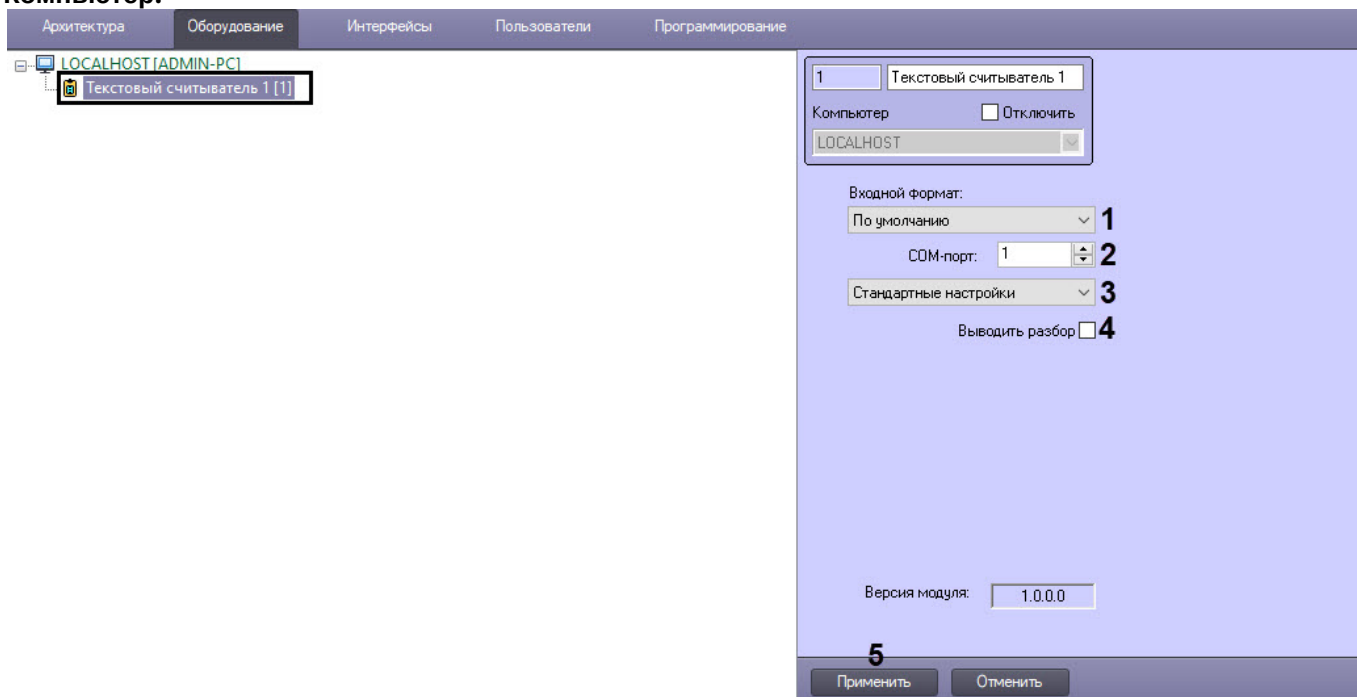 Компьютер.
Архитектура Оборудование Интерфейсы Пользователи Программирование
LOCALHOST [ADMIN-PC]
Текстовый считыватель 1 [1]
1 Текстовый считыватель 1
Компьютер Отключить
LOCALHOST
Входной формат:
По умолчанию 1
COM-порт: 1 2
Стандартные настройки 3
Выводить разбор 4
Версия модуля: 1.0.0.0
5
Применить Отменить